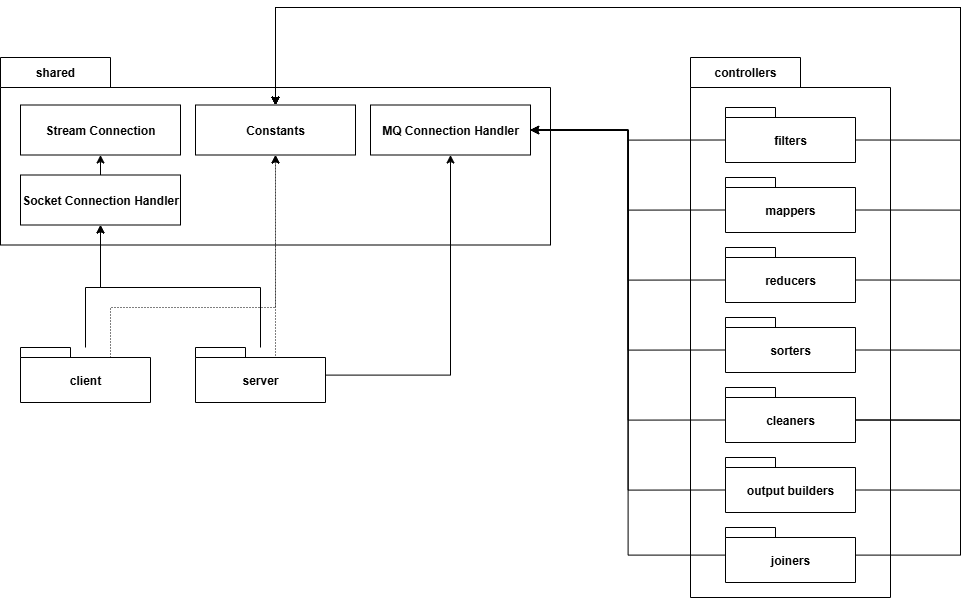 shared
controllers
Stream Connection
Constants
MQ Connection Handler
filters
Socket Connection Handler
mappers
reducers
sorters
client
server
cleaners
output builders
joiners